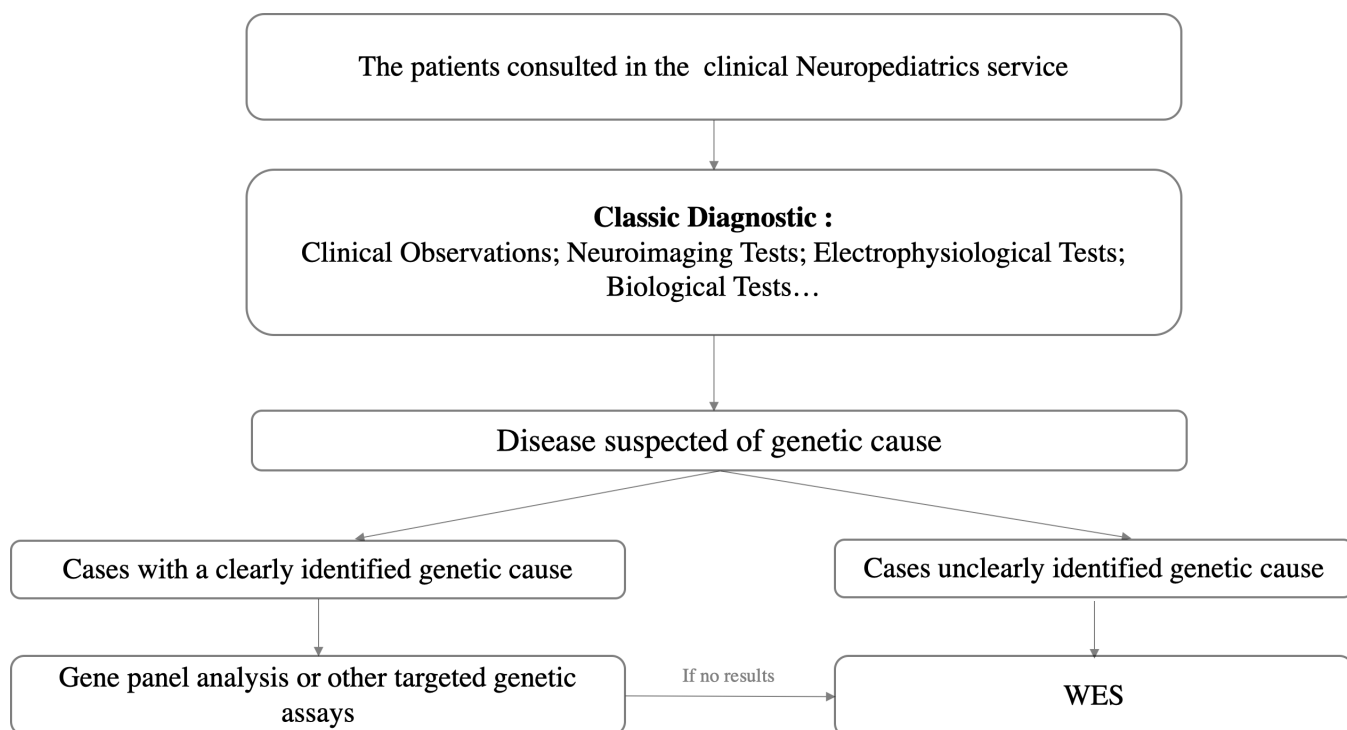 The patients consulted in the  clinical Neuropediatrics service
Classic Diagnostic :
Clinical Observations; Neuroimaging Tests; Electrophysiological Tests;
Biological Tests…
Disease suspected of genetic cause
Cases with a clearly identified genetic cause
Cases unclearly identified genetic cause
Gene panel analysis or other targeted genetic
assays
If no results
WES